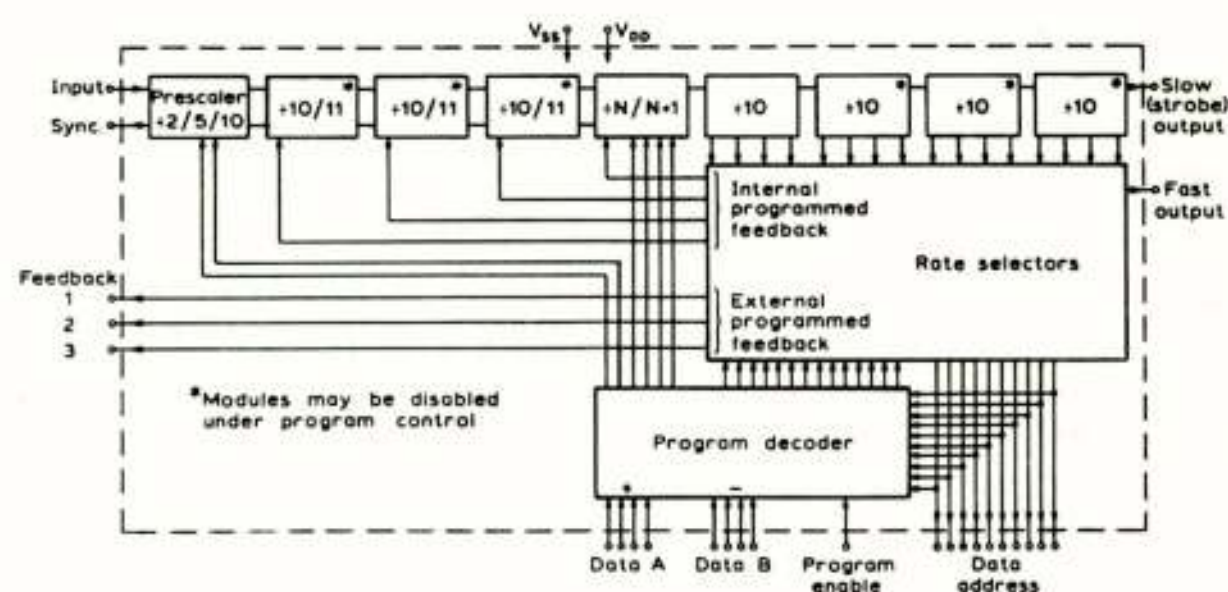 VSS
VDD
Input
Sync.
Prescaler
÷2/5/10
*
÷10/11
*
÷10/11
*
÷10/11
÷N/N+1
÷10
*
÷10
*
÷10
*
÷10
Slow
(strobe)
output
Fast
output
Internal
programmed
feedback
Rate selectors
Feedback
1
2
3
External
programmed
feedback
*Modules may be disabled
under program control
Program decoder
Data A
Data B
Program
enable
Data
address